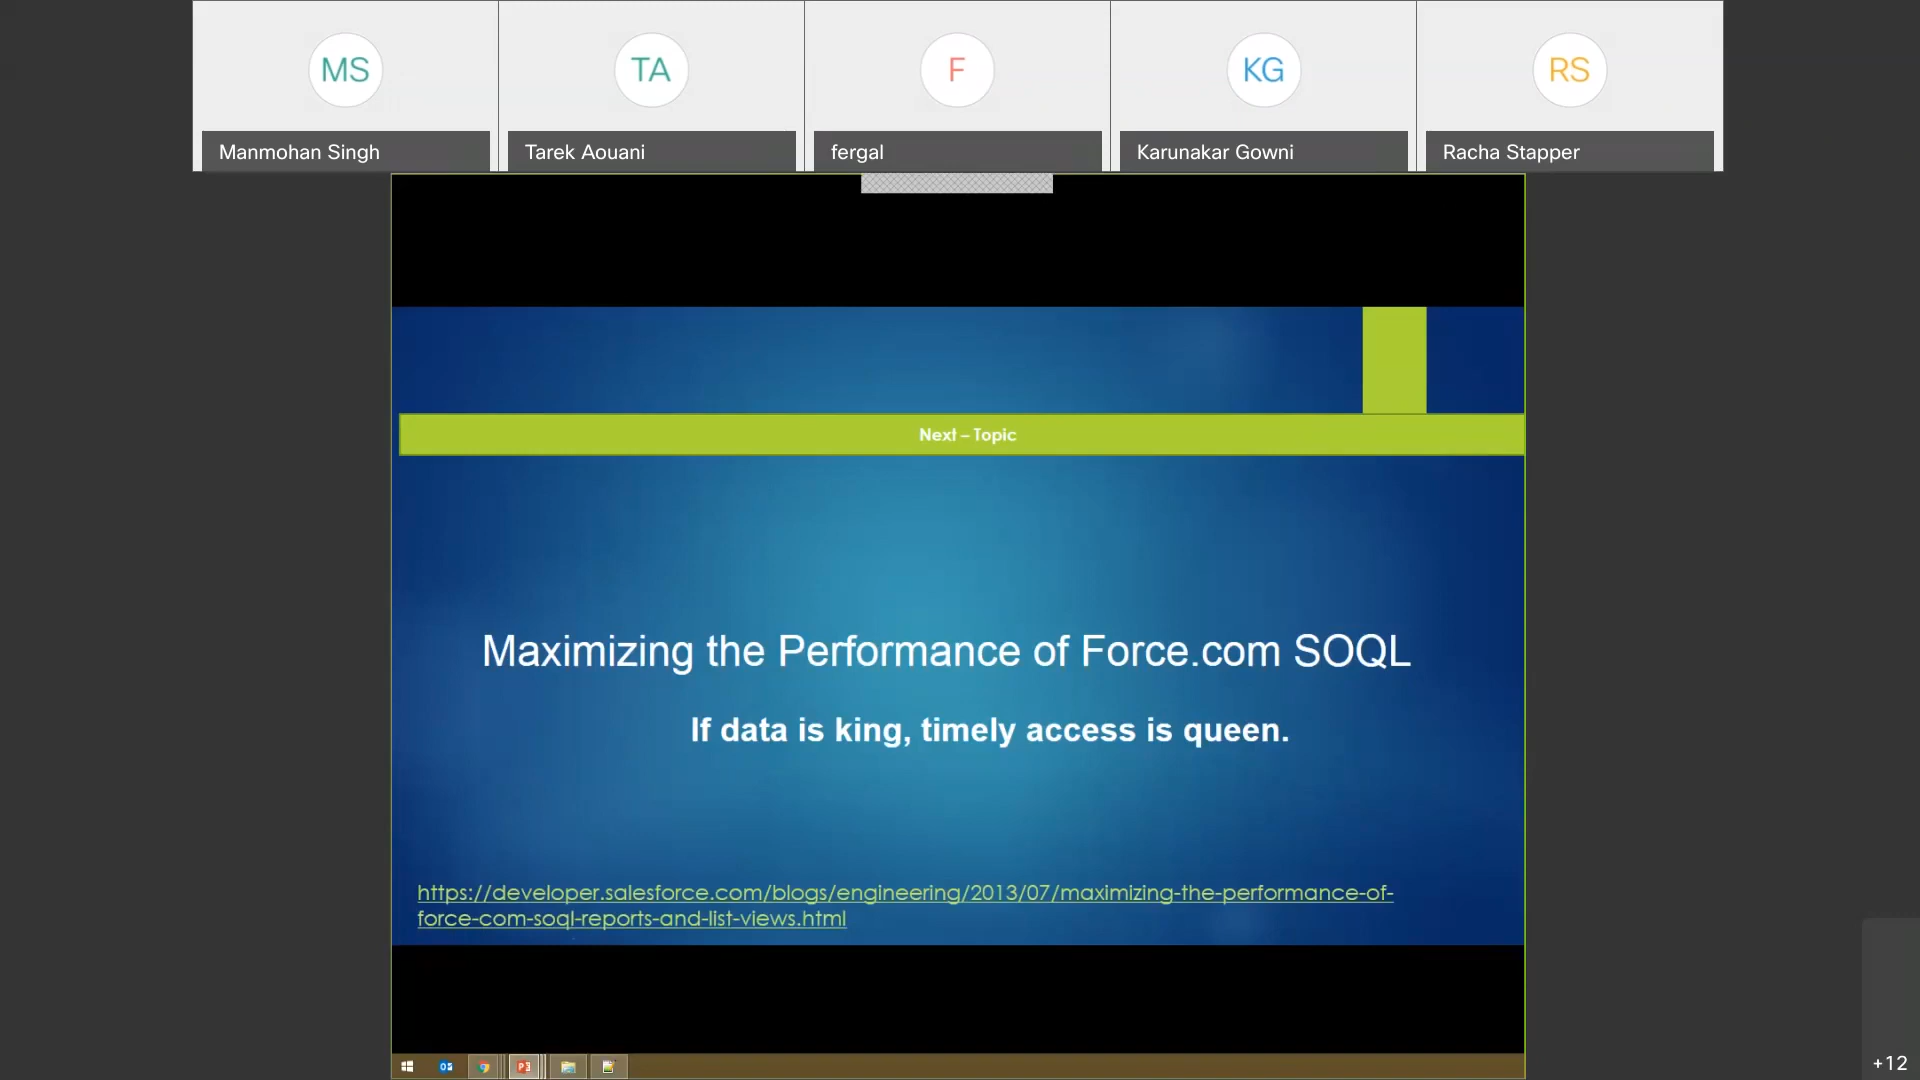 MS
TA
F
KG
RS
Manmohan Singh
Tarek Aouani
fergal
Karunakar Gowni
Racha Stapper
Next – Topic
Maximizing the Performance of Force.com SOQL
If data is king, timely access is queen.
https://developer.salesforce.com/blogs/engineering/2013/07/maximizing-the-performance-of-
force-com-soql-reports-and-list-views.html
+12